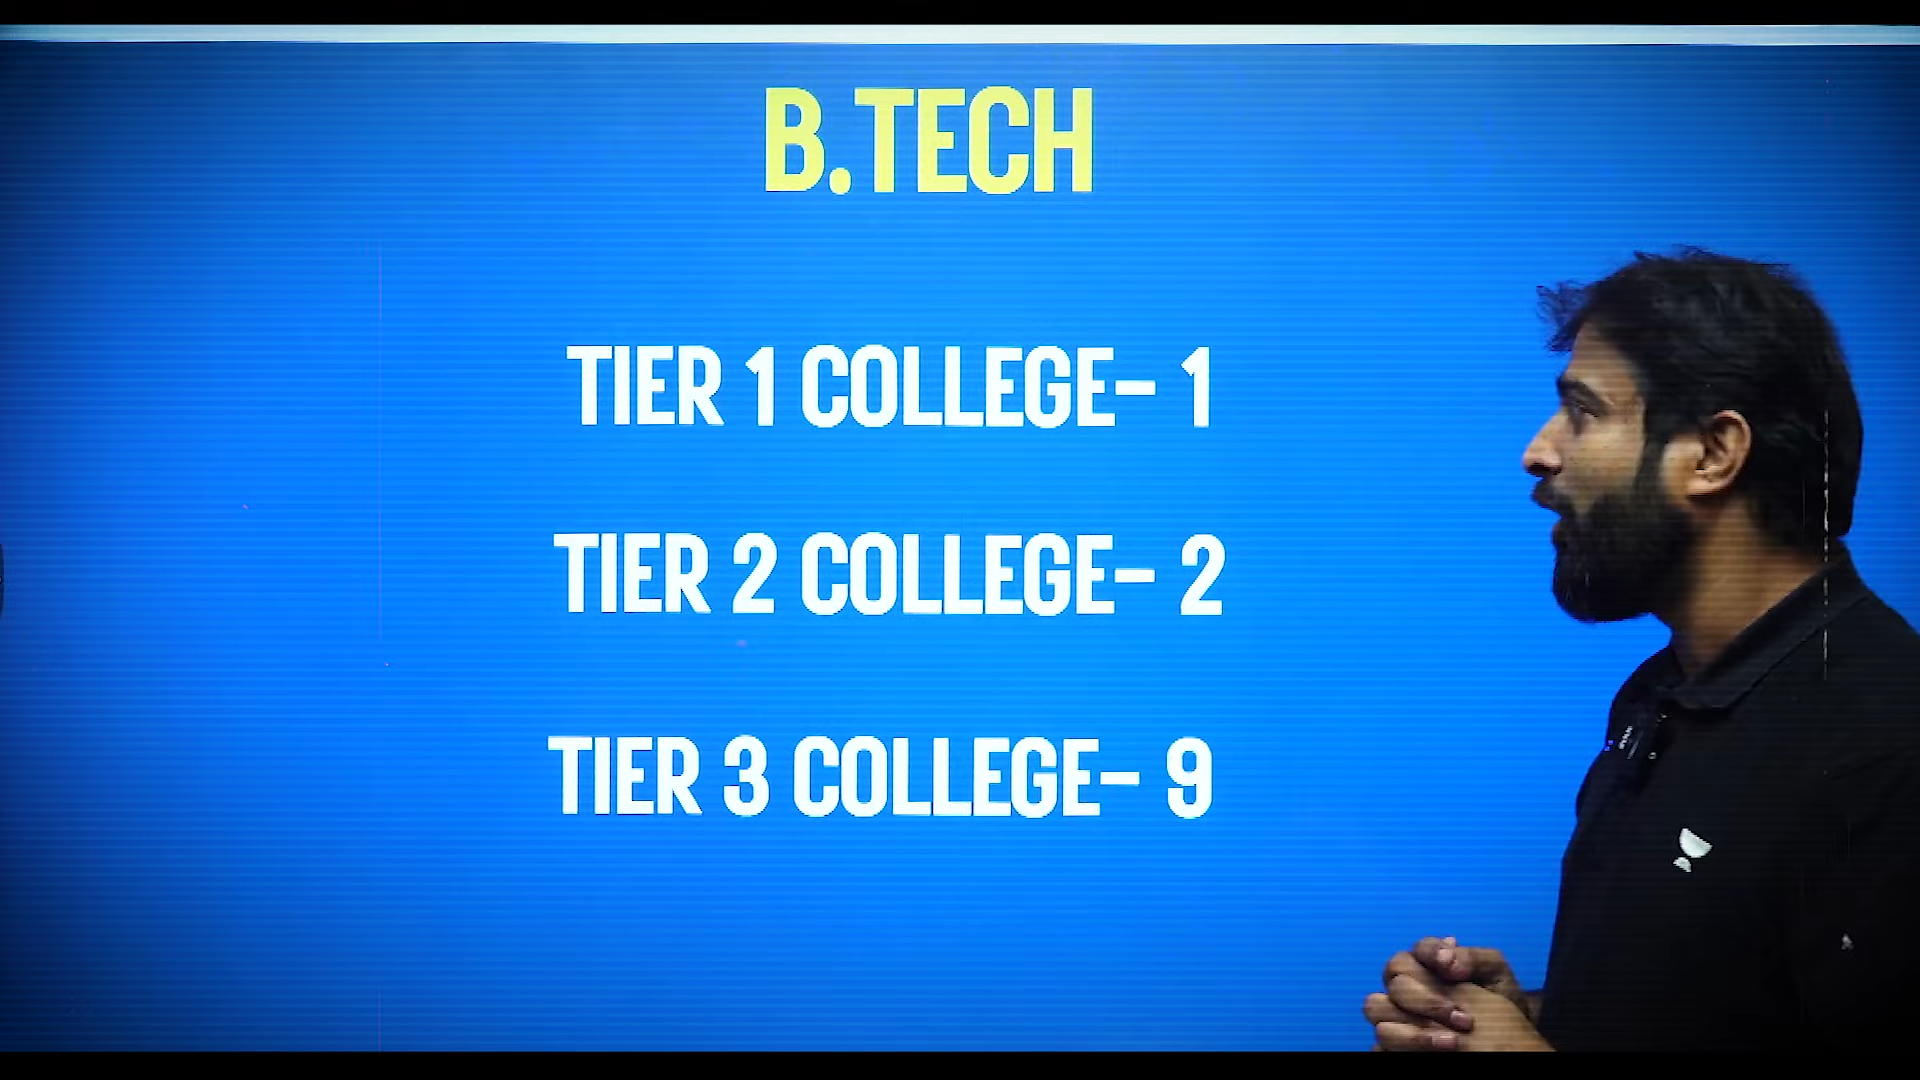 B.TECH
TIER 1 COLLEGE- 1
TIER 2 COLLEGE- 2
TIER 3 COLLEGE- 9